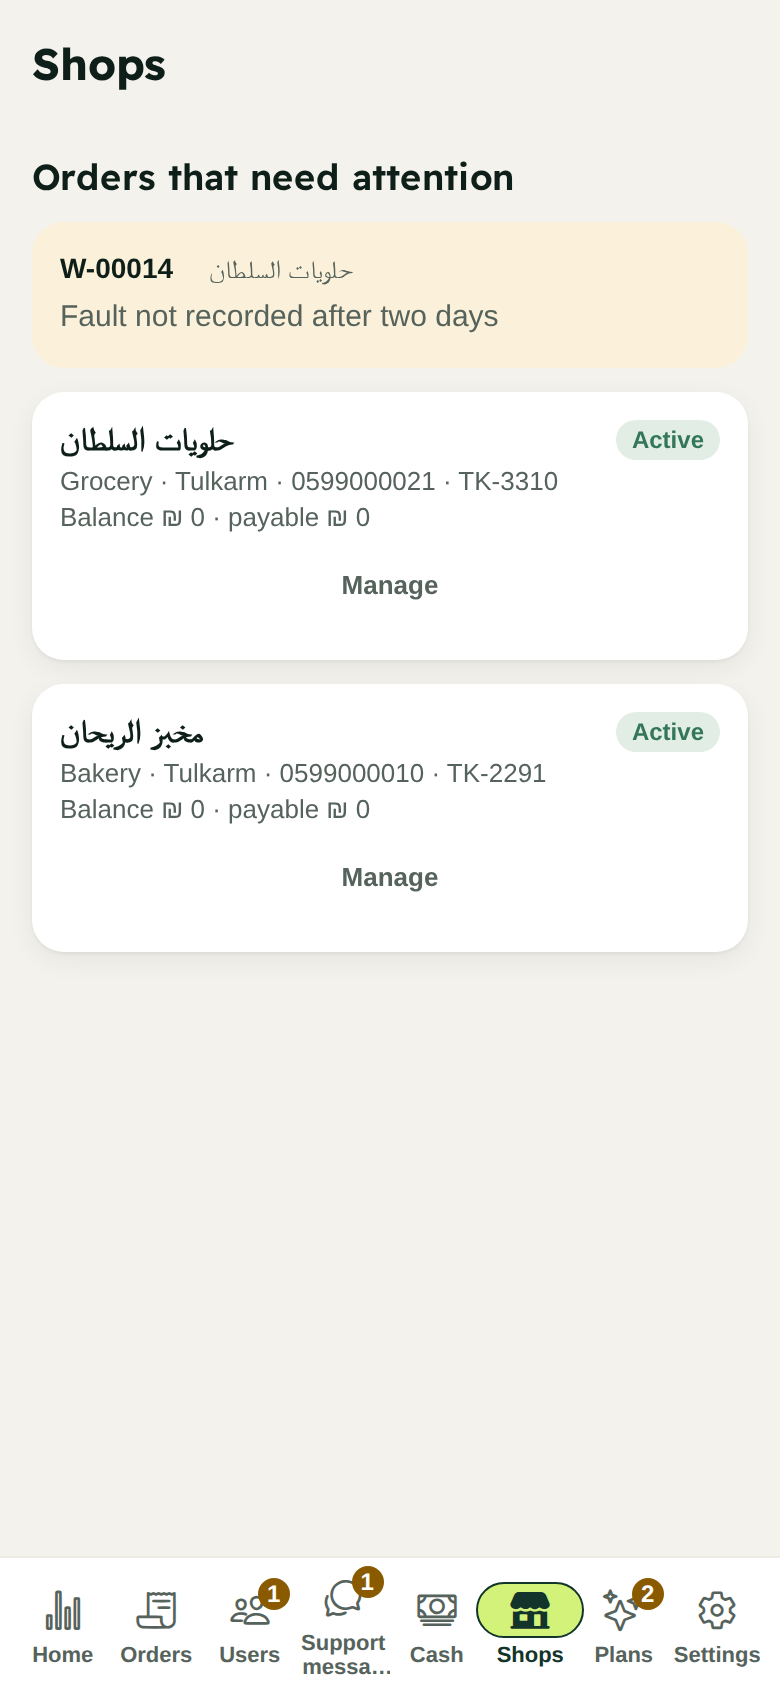 Shops
Orders that need attention
W-00014 حلويات السلطان
Fault not recorded after two days
حلويات السلطان
Active
Grocery · Tulkarm · 0599000021 · TK-3310
Balance ₪ 0 · payable ₪ 0
Manage
مخبز الريحان
Active
Bakery · Tulkarm · 0599000010 · TK-2291
Balance ₪ 0 · payable ₪ 0
Manage
Home
Orders
1
Users
1
Support
messa...
Cash
Shops
2
Plans
Settings